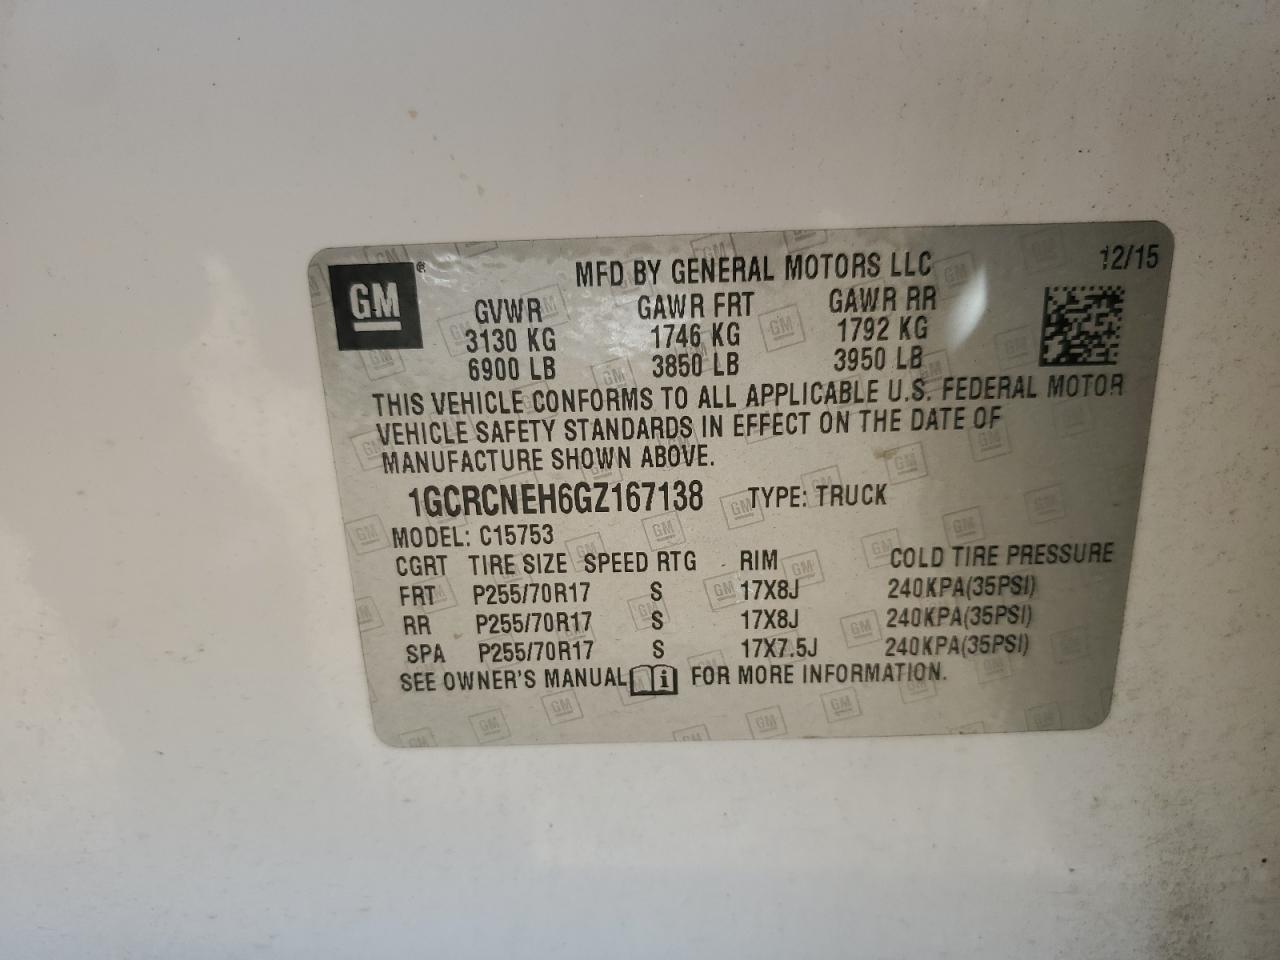 GM®
MFD BY GENERAL MOTORS LLC 12/15
GVWR GAWR FRT GAWR RR
3130 KG 1746 KG 1792 KG
6900 LB 3850 LB 3950 LB
THIS VEHICLE CONFORMS TO ALL APPLICABLE U.S. FEDERAL MOTOR
VEHICLE SAFETY STANDARDS IN EFFECT ON THE DATE OF
MANUFACTURE SHOWN ABOVE.
1GCRCNEH6GZ167138 TYPE: TRUCK
MODEL: C15753
CGRT TIRE SIZE SPEED RTG RIM COLD TIRE PRESSURE
FRT P255/70R17 S 17X8J 240KPA(35PSI)
RR P255/70R17 S 17X8J 240KPA(35PSI)
SPA P255/70R17 S 17X7.5J 240KPA(35PSI)
SEE OWNER'S MANUAL i FOR MORE INFORMATION.